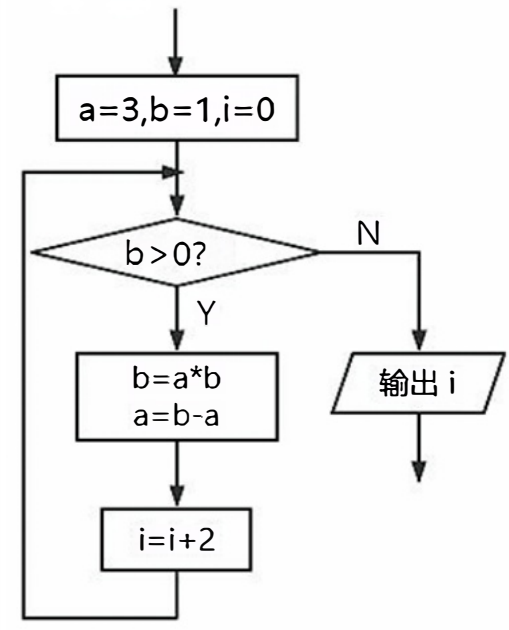 a=3,b=1,i=0
b>0?
N
Y
b=a*b
a=b-a
输出 i
i=i+2